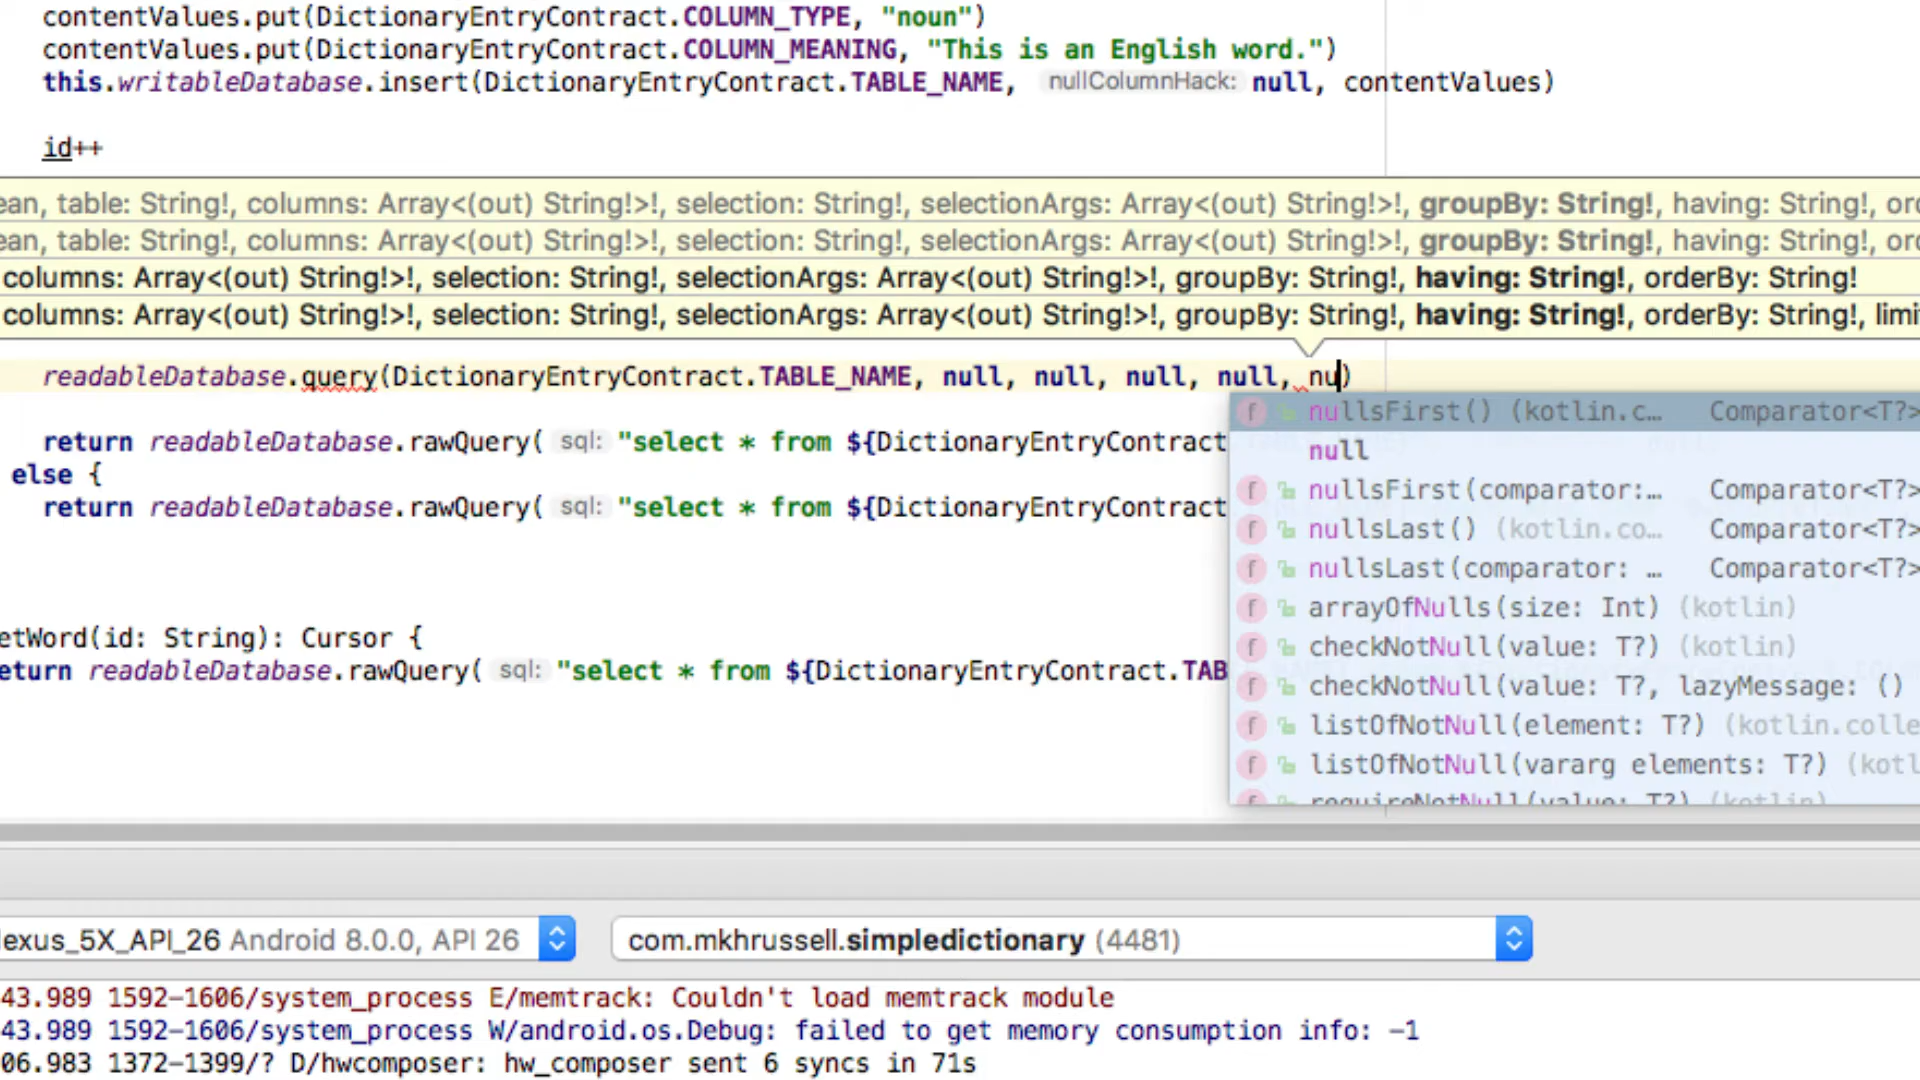 contentValues.put(DictionaryEntryContract.COLUMN_TYPE, "noun")
contentValues.put(DictionaryEntryContract.COLUMN_MEANING, "This is an English word.")
this.writableDatabase.insert(DictionaryEntryContract.TABLE_NAME, nullColumnHack: null, contentValues)
id++
ean, table: String!, columns: Array<(out) String!>!, selection: String!, selectionArgs: Array<(out) String!>!, groupBy: String!, having: String!, ord
ean, table: String!, columns: Array<(out) String!>!, selection: String!, selectionArgs: Array<(out) String!>!, groupBy: String!, having: String!, ord
columns: Array<(out) String!>!, selection: String!, selectionArgs: Array<(out) String!>!, groupBy: String!, having: String!, orderBy: String!
columns: Array<(out) String!>!, selection: String!, selectionArgs: Array<(out) String!>!, groupBy: String!, having: String!, orderBy: String!, limi
readableDatabase.query(DictionaryEntryContract.TABLE_NAME, null, null, null, null, nu)
nullsFirst() (kotlin.c… Comparator<T?>
return readableDatabase.rawQuery( sql: "select * from ${DictionaryEntryContract
null
else {
nullsFirst(comparator:… Comparator<T?>
return readableDatabase.rawQuery( sql: "select * from ${DictionaryEntryContract
nullsLast() (kotlin.co… Comparator<T?>
nullsLast(comparator: … Comparator<T?>
arrayOfNulls(size: Int) (kotlin)
etWord(id: String): Cursor {
checkNotNull(value: T?) (kotlin)
eturn readableDatabase.rawQuery( sql: "select * from ${DictionaryEntryContract.TAB
checkNotNull(value: T?, lazyMessage: ()
listOfNotNull(element: T?) (kotlin.colle
listOfNotNull(vararg elements: T?) (kotl
requireNotNull(value: T?) (kotlin)
lexus_5X_API_26 Android 8.0.0, API 26
com.mkhrussell.simpledictionary (4481)
43.989 1592-1606/system_process E/memtrack: Couldn't load memtrack module
43.989 1592-1606/system_process W/android.os.Debug: failed to get memory consumption info: -1
06.983 1372-1399/? D/hwcomposer: hw_composer sent 6 syncs in 71s